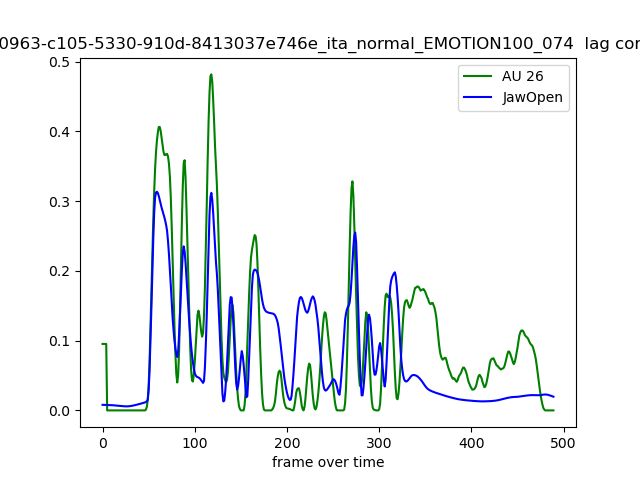 0963-c105-5330-910d-8413037e746e_ita_normal_EMOTION100_074 lag cor
0.5
AU 26
JawOpen
0.4
0.3
0.2
0.1
0.0
0 100 200 300 400 500
frame over time